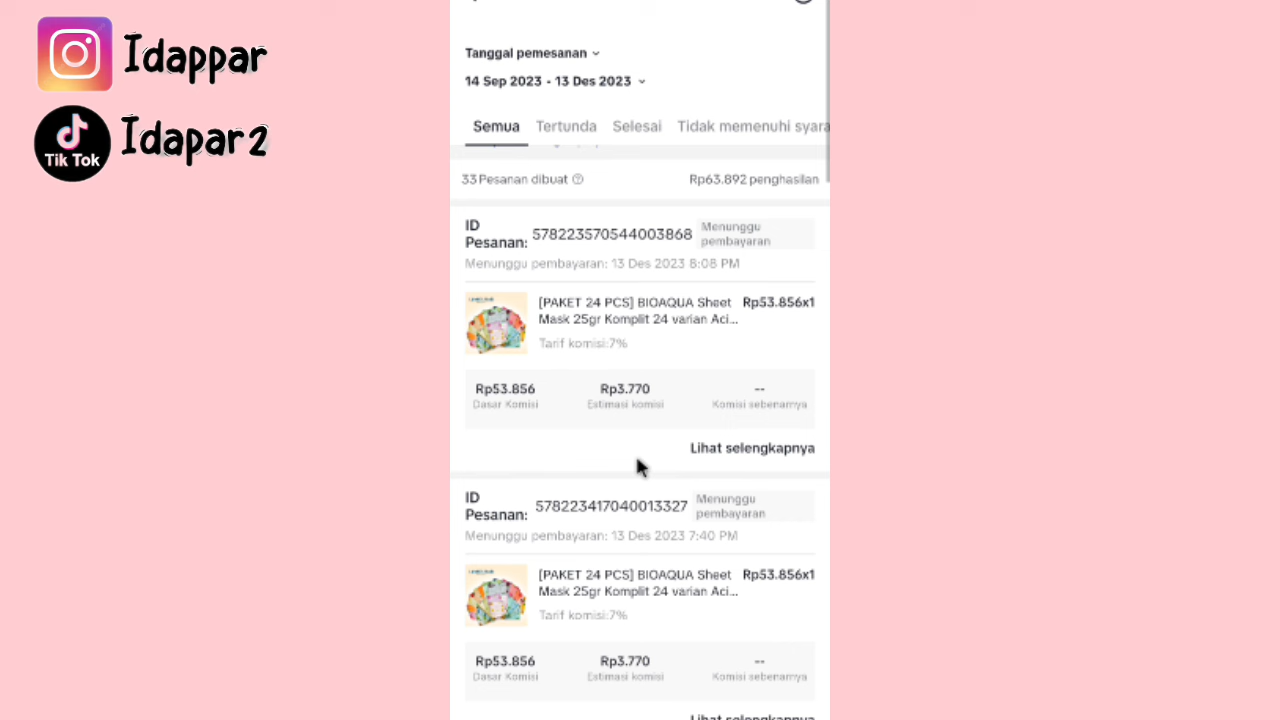 Idappar
Tik Tok
Idapar2
Tanggal pemesanan
14 Sep 2023 - 13 Des 2023
Semua Tertunda Selesai Tidak memenuhi syara
33 Pesanan dibuat Rp63.892 penghasilan
ID Pesanan: 578223570544003868 Menunggu pembayaran
Menunggu pembayaran: 13 Des 2023 8:08 PM
[PAKET 24 PCS] BIOAQUA Sheet Rp53.856x1
Mask 25gr Komplit 24 varian Aci...
Tarif komisi:7%
Rp53.856 Rp3.770 --
Dasar Komisi Estimasi komisi Komisi sebenarnya
Lihat selengkapnya
ID Pesanan: 578223417040013327 Menunggu pembayaran
Menunggu pembayaran: 13 Des 2023 7:40 PM
[PAKET 24 PCS] BIOAQUA Sheet Rp53.856x1
Mask 25gr Komplit 24 varian Aci...
Tarif komisi:7%
Rp53.856 Rp3.770 --
Dasar Komisi Estimasi komisi Komisi sebenarnya
Lihat selengkapnya